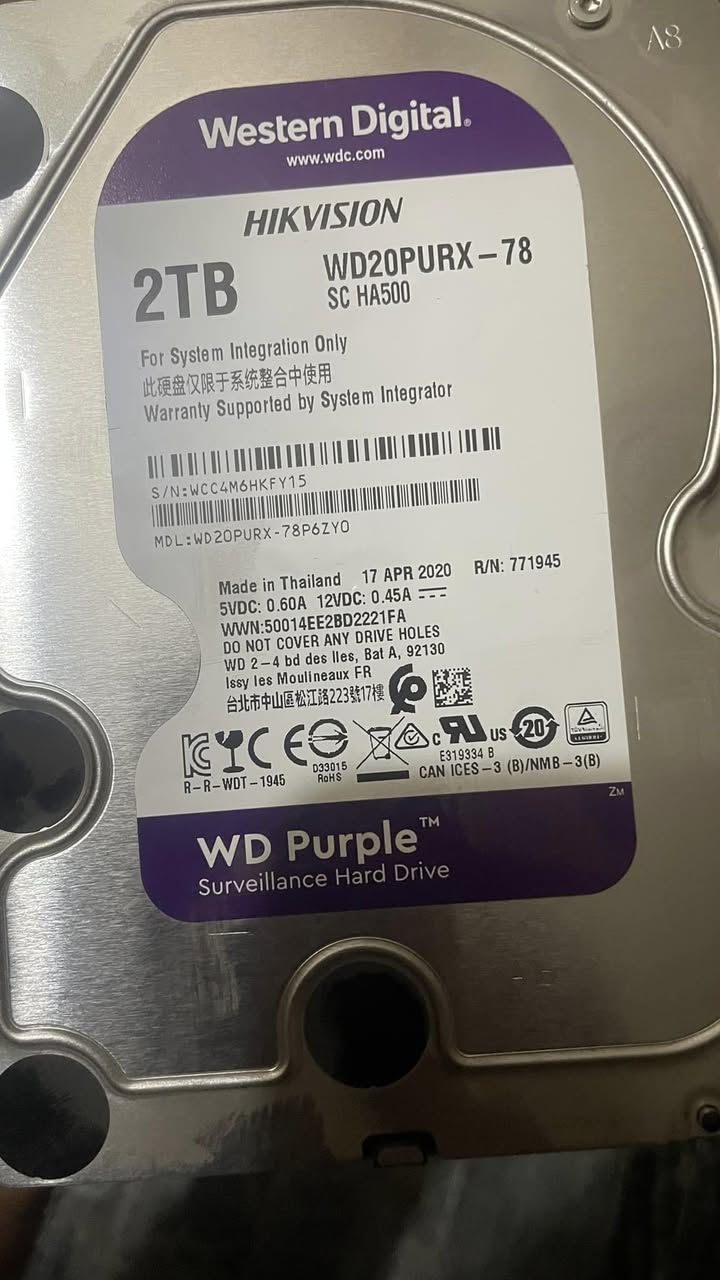 A8
Western Digital®
www.wdc.com
HIKVISION
2TB
WD20PURX-78
SC HA500
For System Integration Only
此硬盘仅限于系统整合中使用
Warranty Supported by System Integrator
S/N:WCC4M6HKFY15
MDL:WD20PURX-78P6ZY0
Made in Thailand 17 APR 2020 R/N: 771945
5VDC: 0.60A 12VDC: 0.45A
WWN:50014EE2BD2221FA
DO NOT COVER ANY DRIVE HOLES
WD 2-4 bd des Iles, Bat A, 92130
Issy les Moulineaux FR
台北市中山區松江路223號17樓
D33015
RoHS
c RU US
E319334 B
20
R-R-WDT-1945
CAN ICES-3 (B)/NMB-3(B)
ZM
WD Purple™
Surveillance Hard Drive